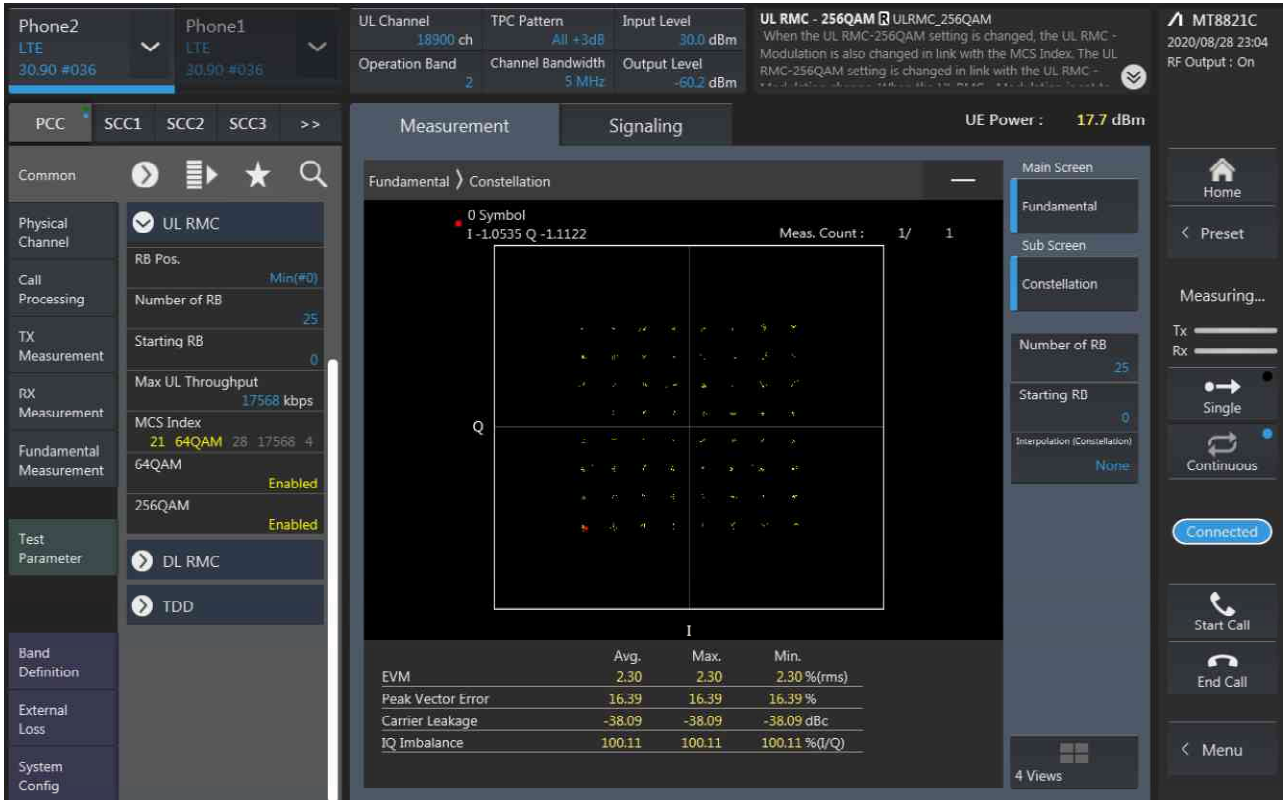 Phone2
LTE
30.90 #036
Phone1
LTE
30.90 #036
UL Channel
18900 ch
TPC Pattern
All +3dB
Input Level
30.0 dBm
Operation Band
2
Channel Bandwidth
5 MHz
Output Level
-60.2 dBm
UL RMC - 256QAM R ULRMC_256QAM
When the UL RMC-256QAM setting is changed, the UL RMC -
Modulation is also changed in link with the MCS Index. The UL
RMC-256QAM setting is changed in link with the UL RMC -
MT8821C
2020/08/28 23:04
RF Output : On
PCC SCC1 SCC2 SCC3 >>
Measurement
Signaling
UE Power : 17.7 dBm
Common
Physical
Channel
Call
Processing
TX
Measurement
RX
Measurement
Fundamental
Measurement
Test
Parameter
Band
Definition
External
Loss
System
Config
UL RMC
RB Pos.
Min(#0)
Number of RB
25
Starting RB
0
Max UL Throughput
17568 kbps
MCS Index
21 64QAM 28 17568 4
64QAM
Enabled
256QAM
Enabled
DL RMC
TDD
Fundamental > Constellation
0 Symbol
I -1.0535 Q -1.1122
Meas. Count : 1/ 1
Q
I
Avg. Max. Min.
EVM 2.30 2.30 2.30 %(rms)
Peak Vector Error 16.39 16.39 16.39 %
Carrier Leakage -38.09 -38.09 -38.09 dBc
IQ Imbalance 100.11 100.11 100.11 %(I/Q)
Main Screen
Fundamental
Sub Screen
Constellation
Number of RB
25
Starting RB
0
Interpolation (Constellation)
None
4 Views
Home
< Preset
Measuring...
Tx
Rx
Single
Continuous
Connected
Start Call
End Call
< Menu